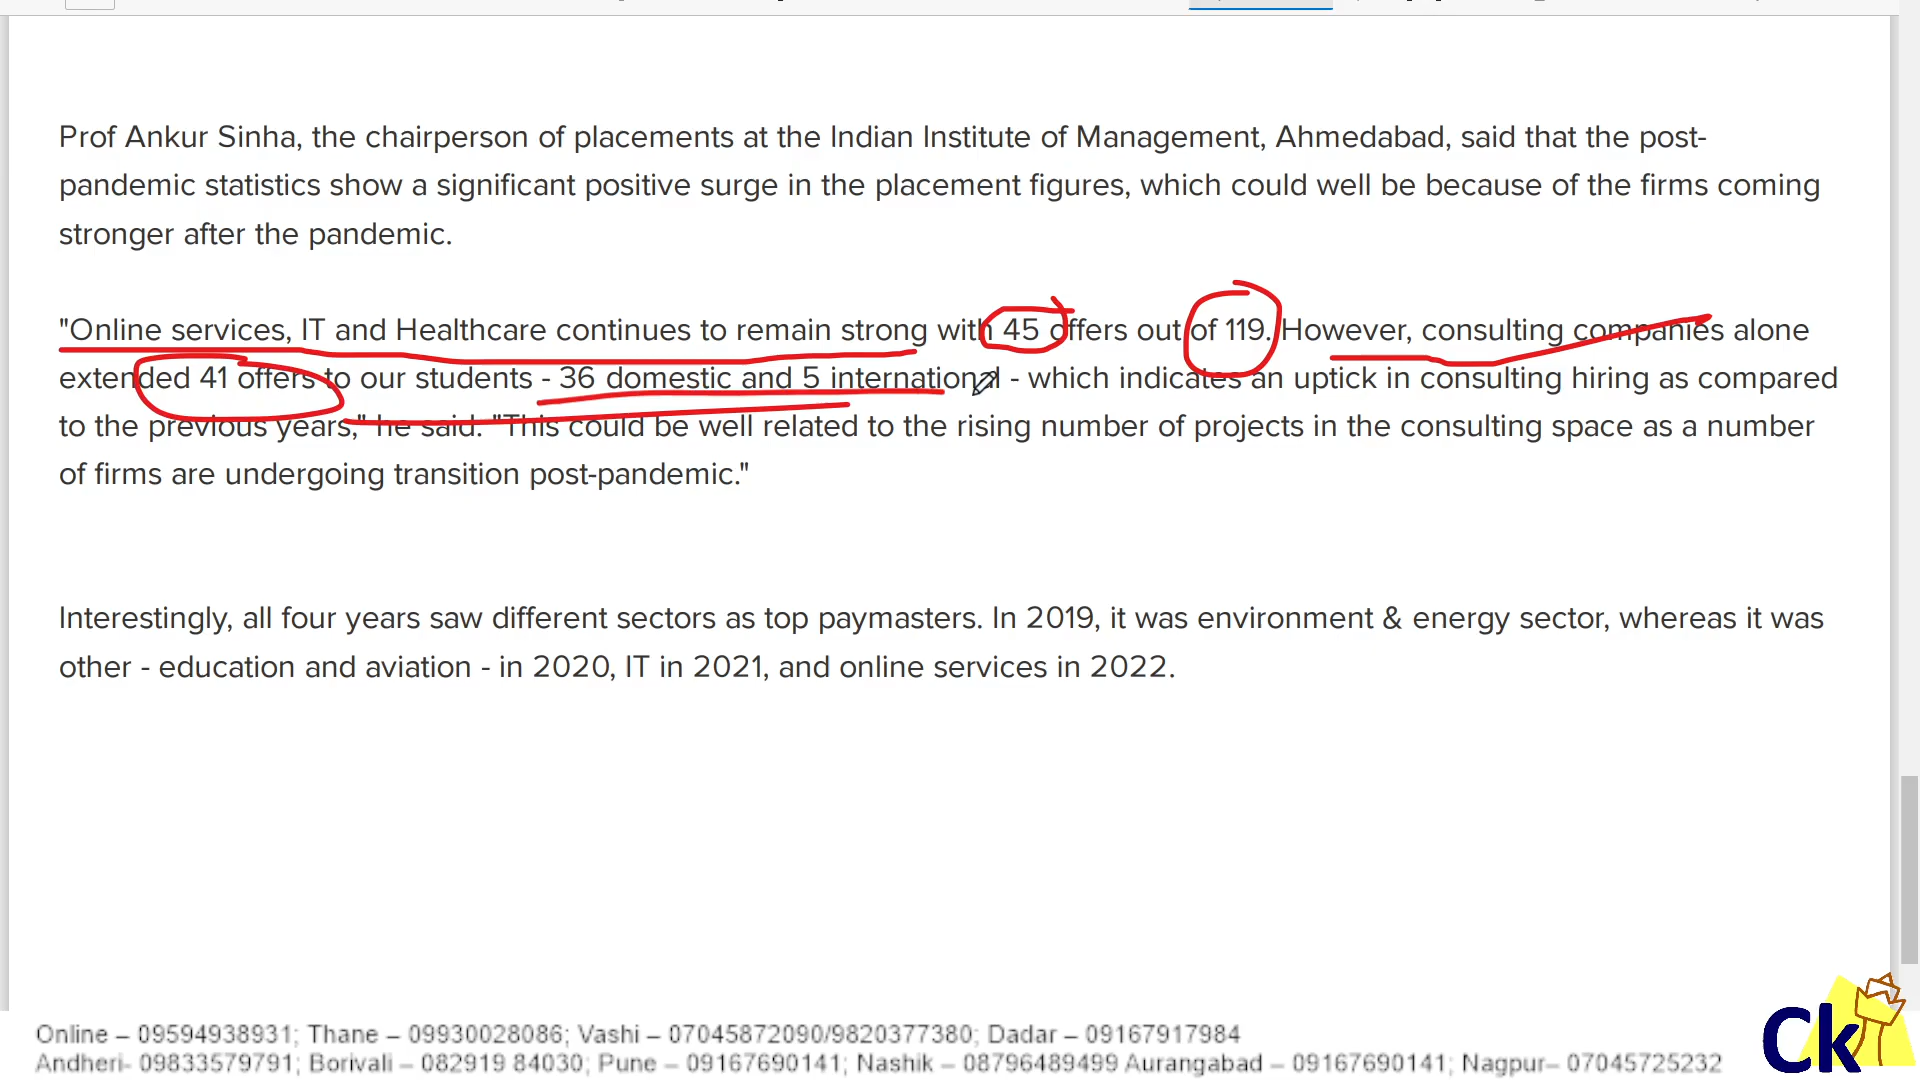 Prof Ankur Sinha, the chairperson of placements at the Indian Institute of Management, Ahmedabad, said that the post-
pandemic statistics show a significant positive surge in the placement figures, which could well be because of the firms coming
stronger after the pandemic.
"Online services, IT and Healthcare continues to remain strong with 45 offers out of 119. However, consulting companies alone
extended 41 offers to our students - 36 domestic and 5 international - which indicates an uptick in consulting hiring as compared
to the previous years," he said. "This could be well related to the rising number of projects in the consulting space as a number
of firms are undergoing transition post-pandemic."
Interestingly, all four years saw different sectors as top paymasters. In 2019, it was environment & energy sector, whereas it was
other - education and aviation - in 2020, IT in 2021, and online services in 2022.
Online – 09594938931; Thane – 09930028086; Vashi – 07045872090/9820377380; Dadar – 09167917984
Andheri- 09833579791; Borivali – 082919 84030; Pune – 09167690141; Nashik – 08796489499 Aurangabad – 09167690141; Nagpur– 07045725232
Ck